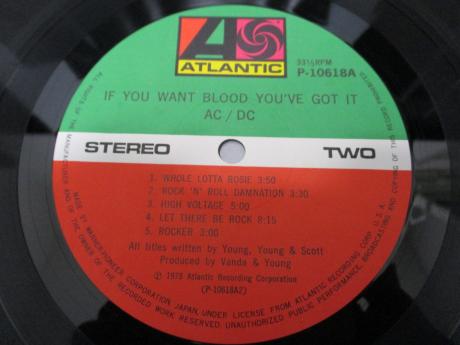 ATLANTIC
33⅓RPM
P-10618A
IF YOU WANT BLOOD YOU'VE GOT IT
AC / DC
STEREO
TWO
1. WHOLE LOTTA ROSIE 3:50
2. ROCK 'N' ROLL DAMNATION 3:30
3. HIGH VOLTAGE 5:00
4. LET THERE BE ROCK 8:15
5. ROCKER 3:00
All titles written by Young, Young & Scott
Produced by Vanda & Young
Ⓟ 1978 Atlantic Recording Corporation
(P-10618A2)
MADE BY WARNER-PIONEER CORPORATION, JAPAN, UNDER LICENSE FROM ATLANTIC RECORDING CORP. U.S.A.
ALL RIGHTS OF THE MANUFACTURER AND OF THE OWNER OF THE RECORDED WORK RESERVED. UNAUTHORIZED PUBLIC PERFORMANCE, BROADCASTING AND COPYING OF THIS RECORD PROHIBITED